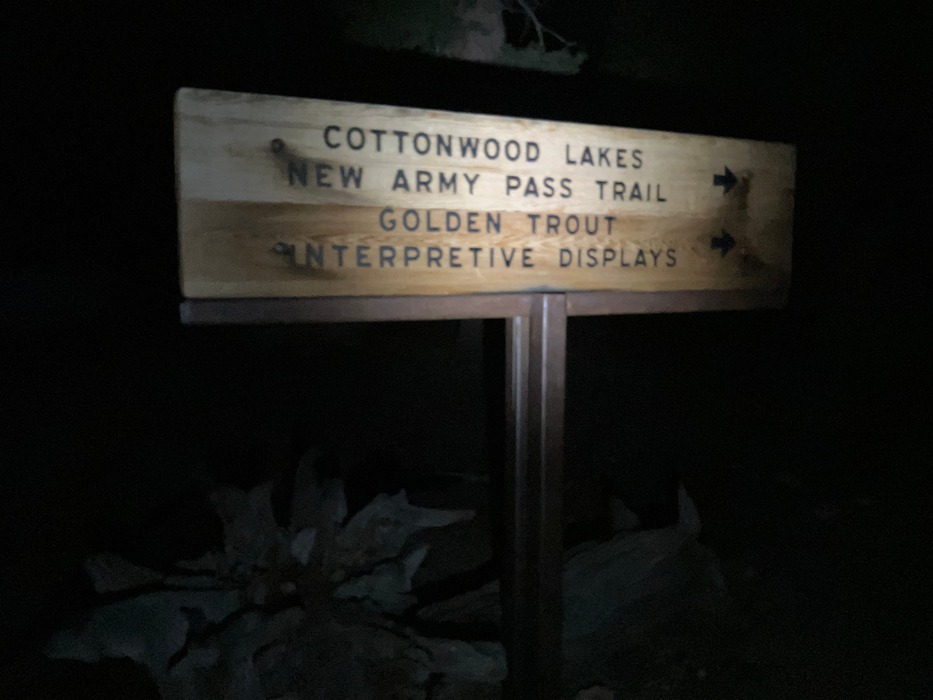 COTTONWOOD LAKES
NEW ARMY PASS TRAIL
GOLDEN TROUT
INTERPRETIVE DISPLAYS